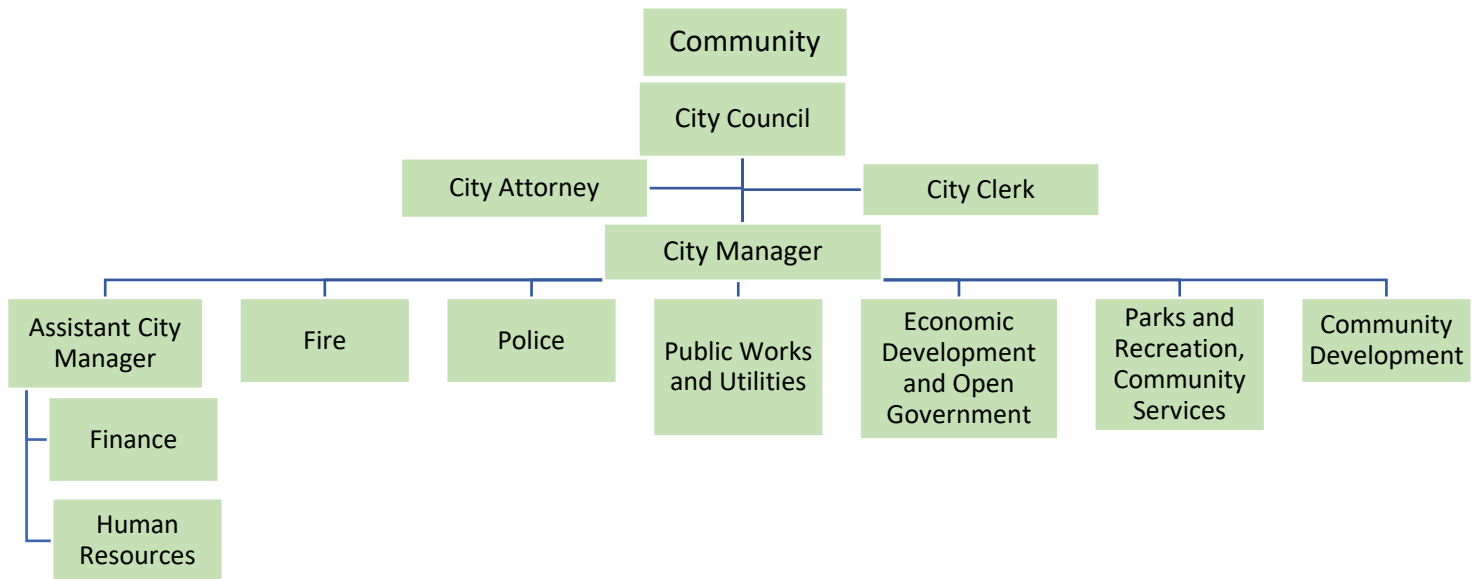 Community
City Council
City Attorney
City Clerk
City Manager
Assistant City
Manager
Fire
Police
Public Works
and Utilities
Economic
Development
and Open
Government
Parks and
Recreation,
Community
Services
Community
Development
Finance
Human
Resources